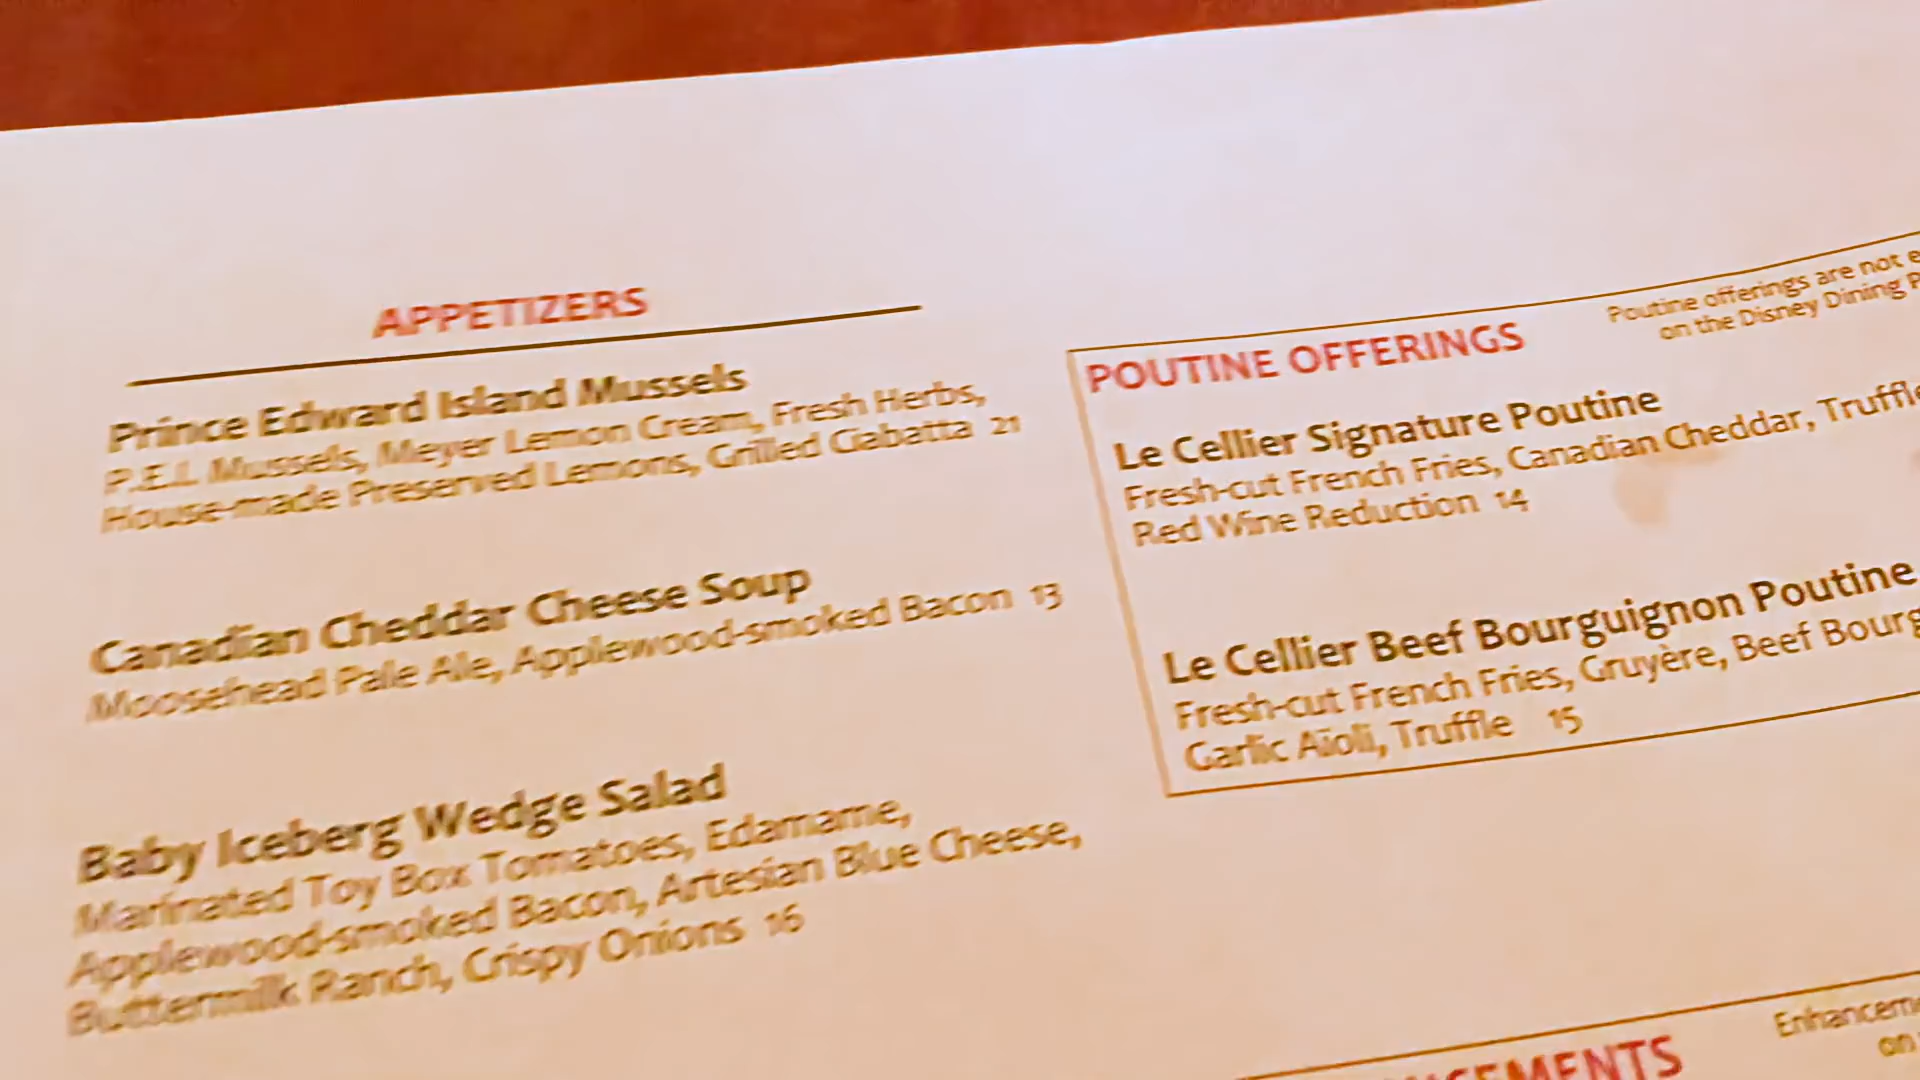 APPETIZERS
Prince Edward Island Mussels
P.E.I. Mussels, Meyer Lemon Cream, Fresh Herbs,
House-made Preserved Lemons, Grilled Ciabatta 21
Canadian Cheddar Cheese Soup
Moosehead Pale Ale, Applewood-smoked Bacon 13
Baby Iceberg Wedge Salad
Marinated Toy Box Tomatoes, Edamame,
Applewood-smoked Bacon, Artesian Blue Cheese,
Buttermilk Ranch, Crispy Onions 16
POUTINE OFFERINGS
Poutine offerings are not
on the Disney Dining
Le Cellier Signature Poutine
Fresh-cut French Fries, Canadian Cheddar, Truffle
Red Wine Reduction 14
Le Cellier Beef Bourguignon Poutine
Fresh-cut French Fries, Gruyère, Beef Bourg
Garlic Aïoli, Truffle 15